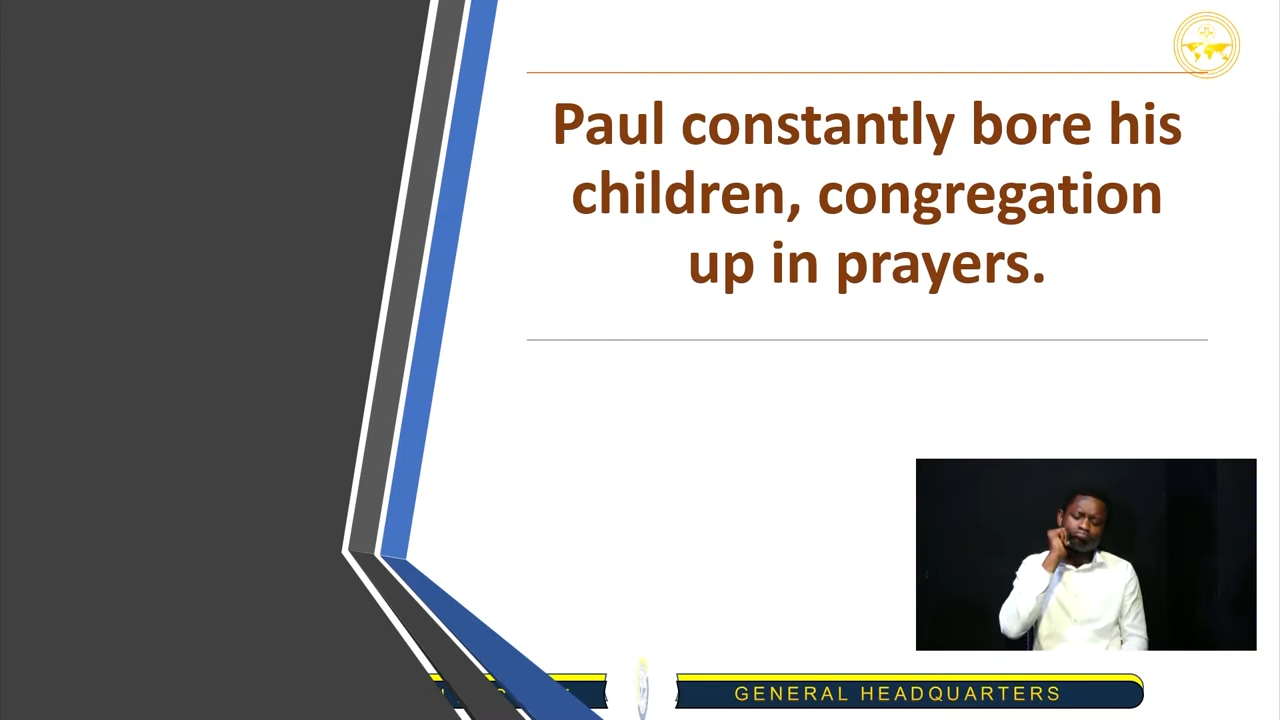 Paul constantly bore his
children, congregation
up in prayers.
GENERAL HEADQUARTERS